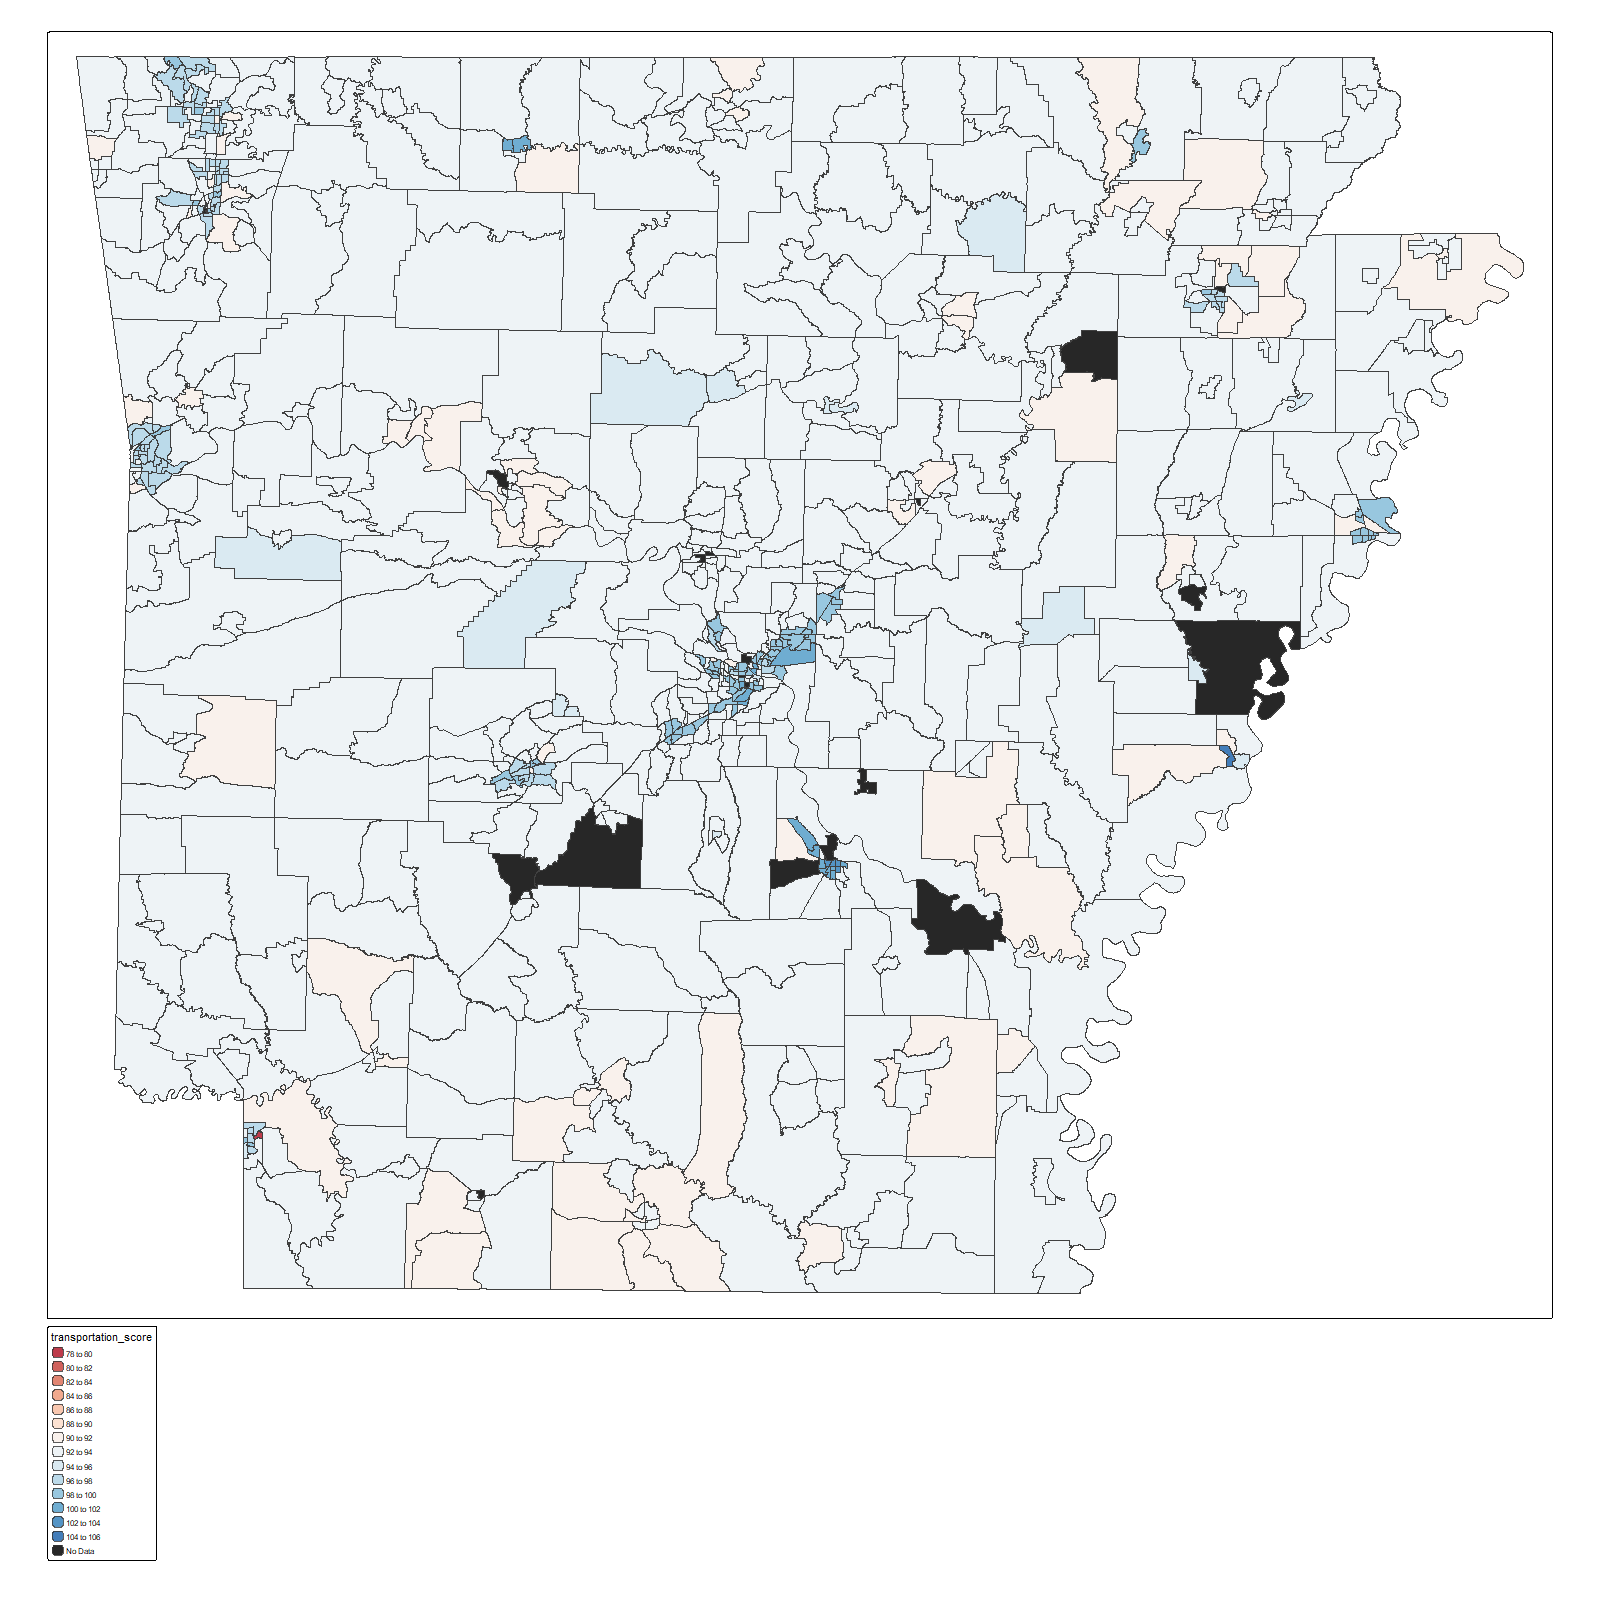 transportation_score
78 to 80
80 to 82
82 to 84
84 to 86
86 to 88
88 to 90
90 to 92
92 to 94
94 to 96
96 to 98
98 to 100
100 to 102
102 to 104
104 to 106
No Data